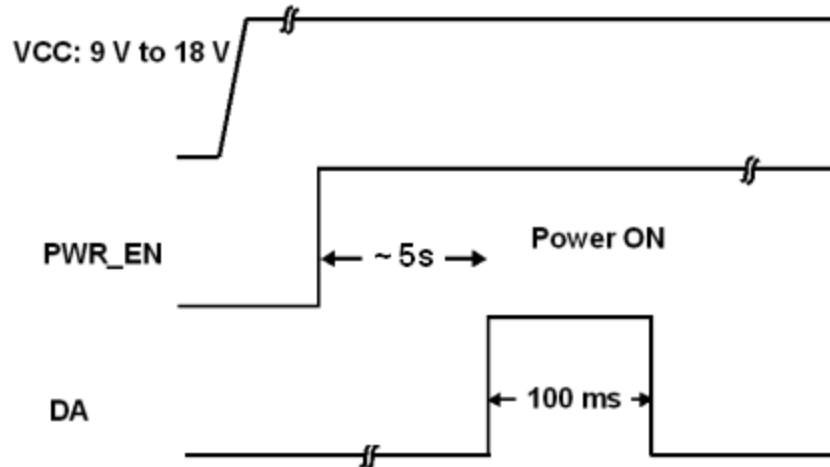 VCC: 9 V to 18 V
PWR_EN
~ 5s
Power ON
DA
100 ms